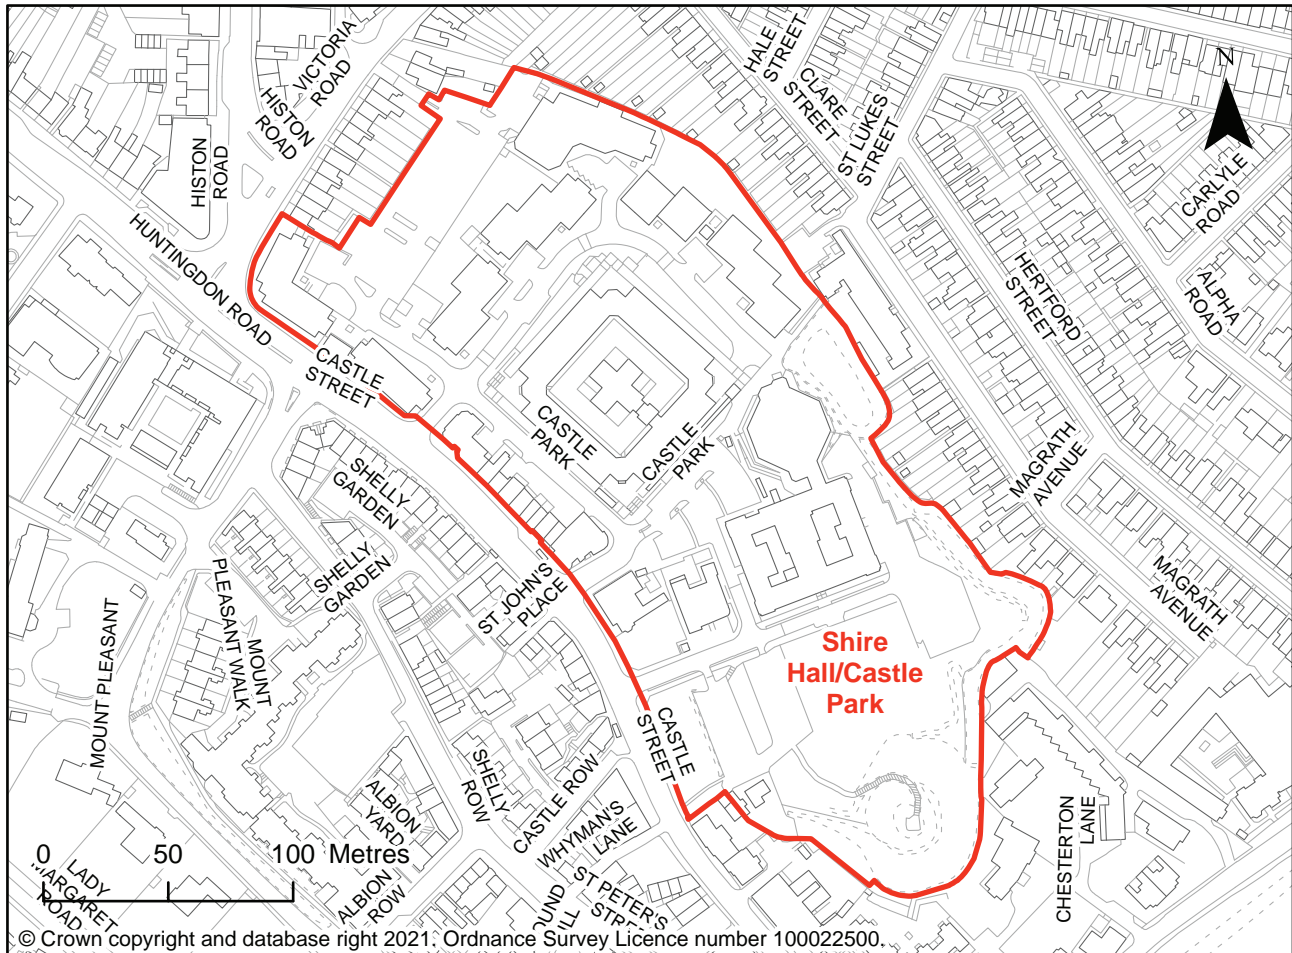 VICTORIA
ROAD
HISTON
ROAD
HISTON
ROAD
HUNTINGDON ROAD
HALE
STREET
CLARE
STREET
ST LUKES
STREET
N
CARLYLE
ROAD
HERTFORD
STREET
ALPHA
ROAD
CASTLE
STREET
CASTLE
PARK
CASTLE
PARK
MAGRATH
AVENUE
MAGRATH
AVENUE
SHELLY
GARDEN
SHELLY
GARDEN
ST JOHN'S
PLACE
MOUNT PLEASANT
MOUNT
PLEASANT WALK
Shire
Hall/Castle
Park
CASTLE
STREET
SHELLY
ROW
CASTLE ROW
WHYMAN'S
LANE
ALBION
YARD
ALBION
ROW
ST PETER'S
STREET
CHESTERTON
LANE
LADY
MARGARET
ROAD
0 50 100 Metres
© Crown copyright and database right 2021. Ordnance Survey Licence number 100022500.